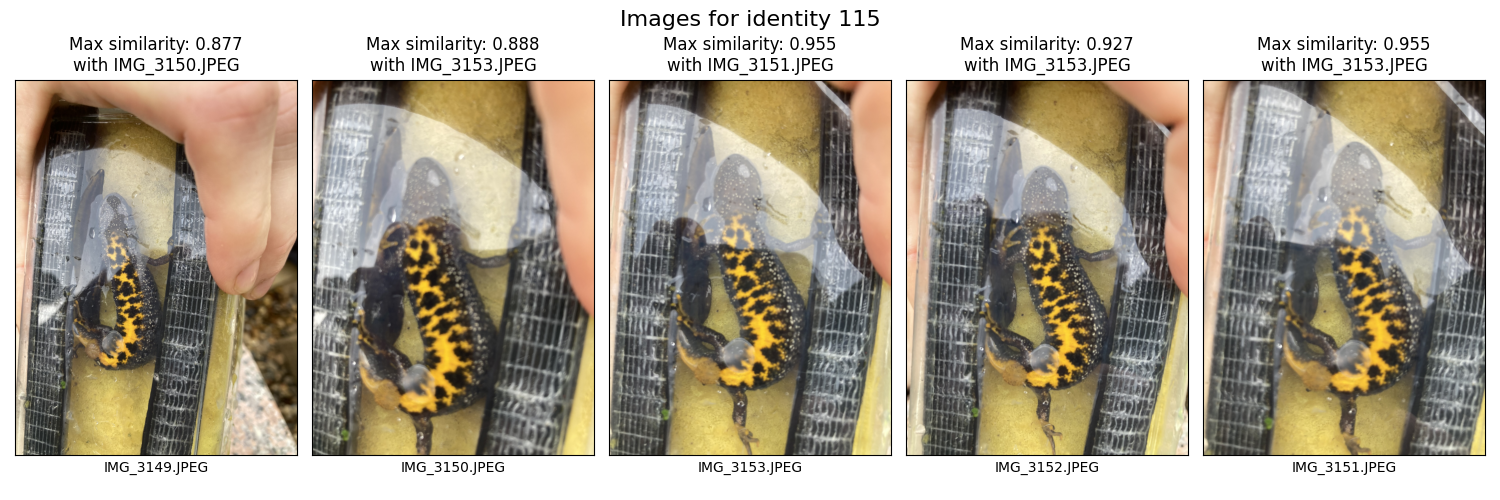 Images for identity 115
Max similarity: 0.877
with IMG_3150.JPEG
Max similarity: 0.888
with IMG_3153.JPEG
Max similarity: 0.955
with IMG_3151.JPEG
Max similarity: 0.927
with IMG_3153.JPEG
Max similarity: 0.955
with IMG_3153.JPEG
IMG_3149.JPEG
IMG_3150.JPEG
IMG_3153.JPEG
IMG_3152.JPEG
IMG_3151.JPEG